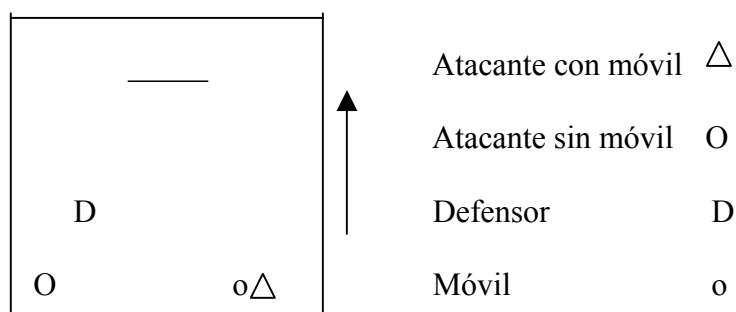 Atacante con móvil △
Atacante sin móvil O
D
Defensor D
O
o△
Móvil o